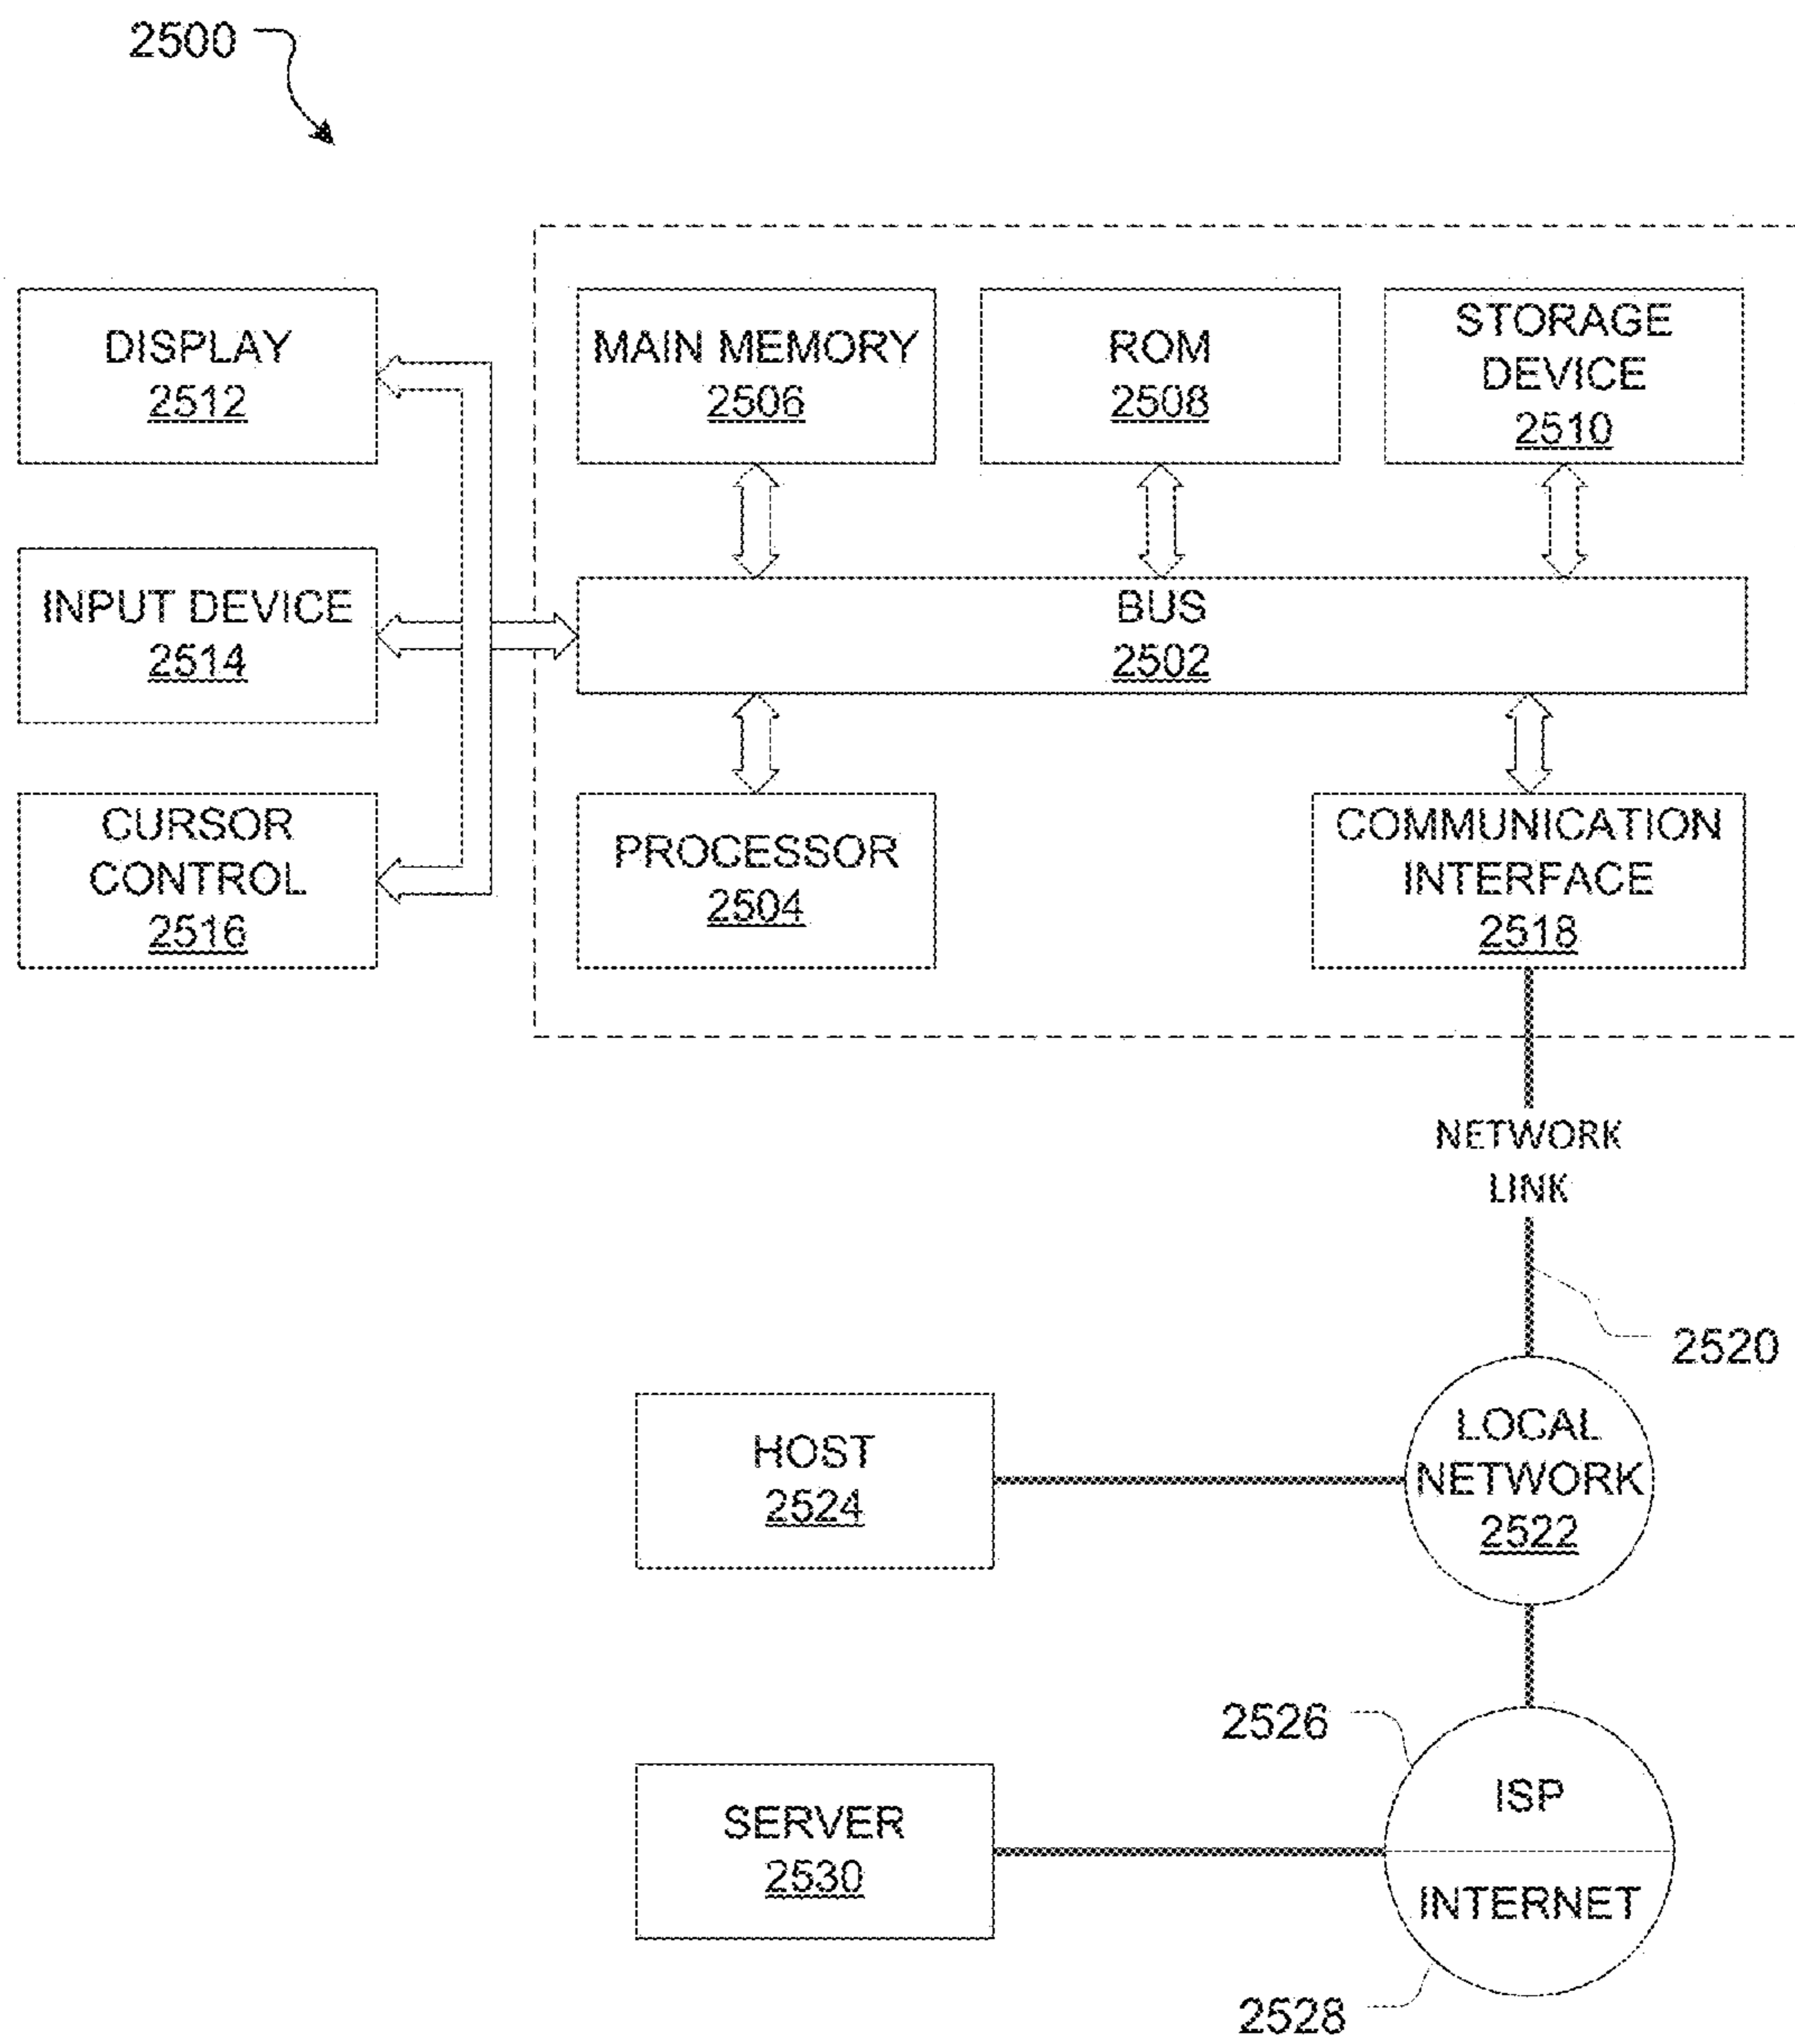 2500
DISPLAY
2512
MAIN MEMORY
2506
ROM
2508
STORAGE
DEVICE
2510
INPUT DEVICE
2514
BUS
2502
CURSOR
CONTROL
2516
PROCESSOR
2504
COMMUNICATION
INTERFACE
2518
NETWORK
LINK
2520
HOST
2524
LOCAL
NETWORK
2522
2526
ISP
SERVER
2530
INTERNET
2528